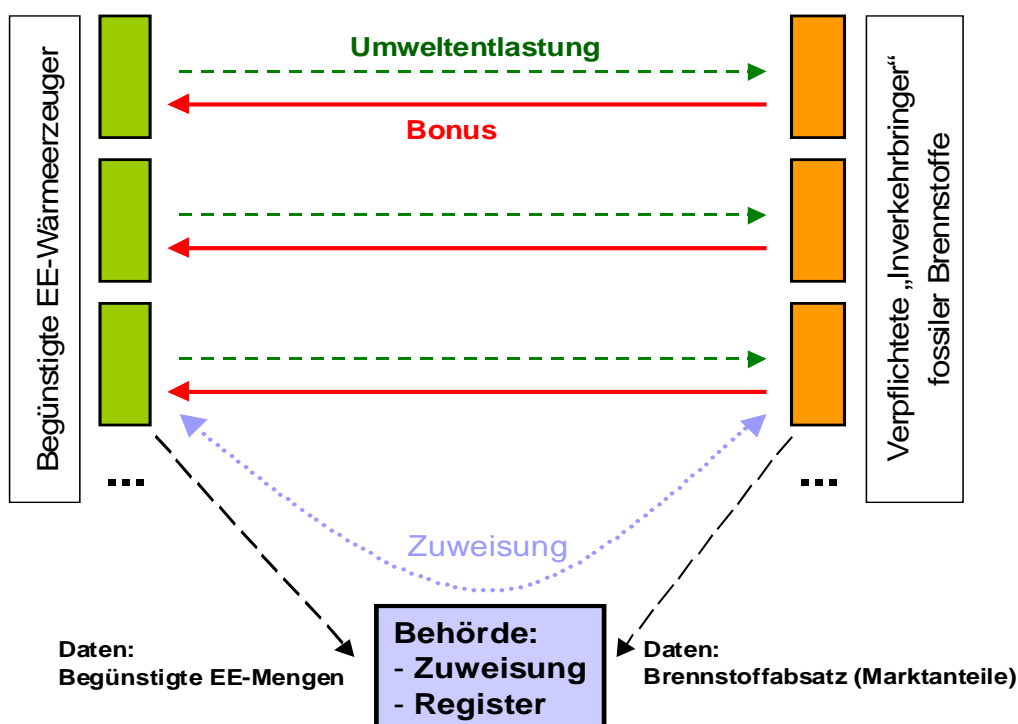 Begünstigte EE-Wärmeerzeuger
Umweltentlastung
Bonus
Verpflichtete „Inverkehrbringer“
fossiler Brennstoffe
...
...
Zuweisung
Daten:
Begünstigte EE-Mengen
Behörde:
- Zuweisung
- Register
Daten:
Brennstoffabsatz (Marktanteile)